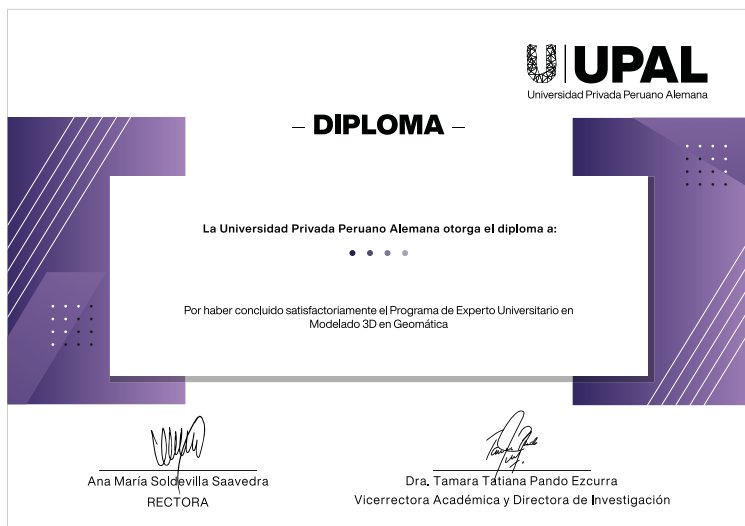 UPAL
Universidad Privada Peruano Alemana
– DIPLOMA –
La Universidad Privada Peruano Alemana otorga el diploma a:
Por haber concluido satisfactoriamente el Programa de Experto Universitario en
Modelado 3D en Geomática
Ana María Soldevilla Saavedra
RECTORA
Dra. Tamara Tatiana Pando Ezcurra
Vicerrectora Académica y Directora de Investigación